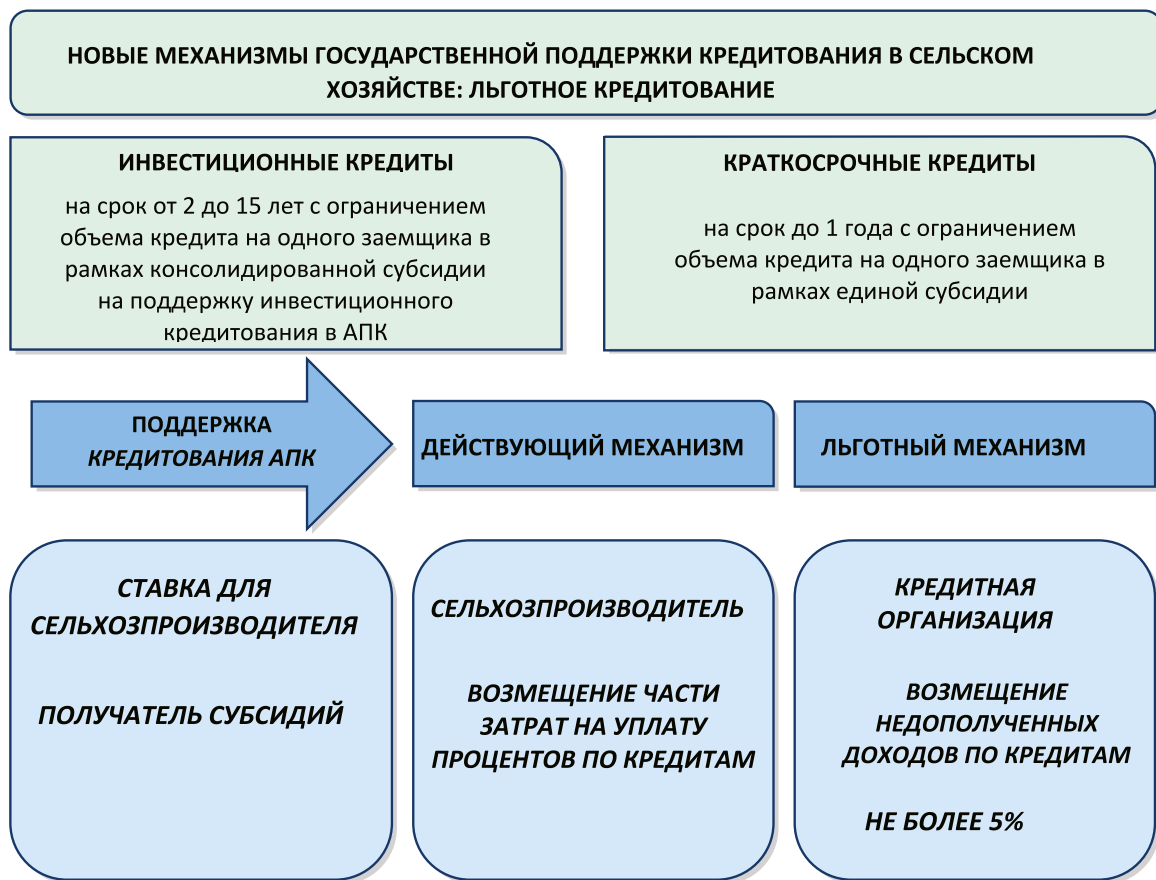 НОВЫЕ МЕХАНИЗМЫ ГОСУДАРСТВЕННОЙ ПОДДЕРЖКИ КРЕДИТОВАНИЯ В СЕЛЬСКОМ
ХОЗЯЙСТВЕ: ЛЬГОТНОЕ КРЕДИТОВАНИЕ
ИНВЕСТИЦИОННЫЕ КРЕДИТЫ
на срок от 2 до 15 лет с ограничением
объема кредита на одного заемщика в
рамках консолидированной субсидии
на поддержку инвестиционного
кредитования в АПК
КРАТКОСРОЧНЫЕ КРЕДИТЫ
на срок до 1 года с ограничением
объема кредита на одного заемщика в
рамках единой субсидии
ПОДДЕРЖКА
КРЕДИТОВАНИЯ АПК
ДЕЙСТВУЮЩИЙ МЕХАНИЗМ
ЛЬГОТНЫЙ МЕХАНИЗМ
СТАВКА ДЛЯ
СЕЛЬХОЗПРОИЗВОДИТЕЛЯ
ПОЛУЧАТЕЛЬ СУБСИДИЙ
СЕЛЬХОЗПРОИЗВОДИТЕЛЬ
ВОЗМЕЩЕНИЕ ЧАСТИ
ЗАТРАТ НА УПЛАТУ
ПРОЦЕНТОВ ПО КРЕДИТАМ
КРЕДИТНАЯ
ОРГАНИЗАЦИЯ
ВОЗМЕЩЕНИЕ
НЕДОПОЛУЧЕННЫХ
ДОХОДОВ ПО КРЕДИТАМ
НЕ БОЛЕЕ 5%